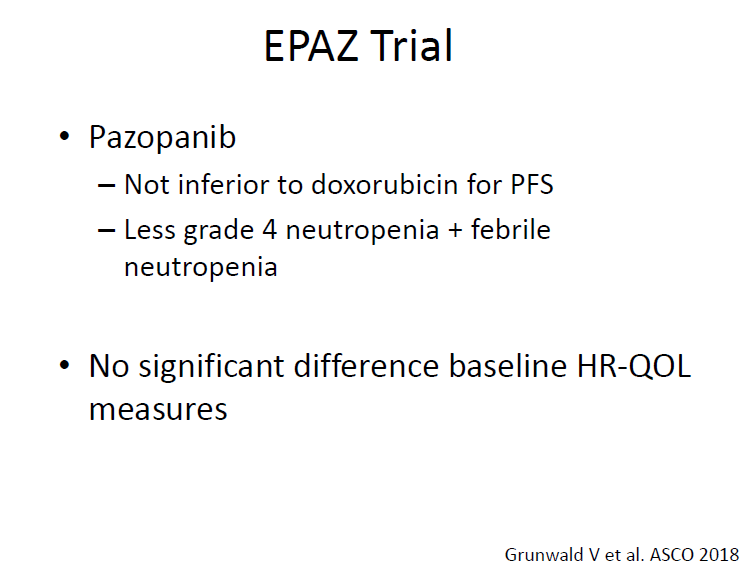 EPAZ Trial
• Pazopanib
– Not inferior to doxorubicin for PFS
– Less grade 4 neutropenia + febrile
neutropenia
• No significant difference baseline HR-QOL
measures
Grunwald V et al. ASCO 2018